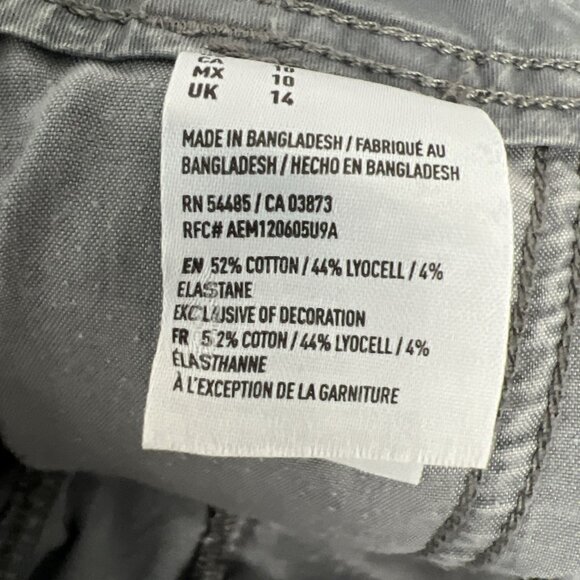 CA 10
MX 10
UK 14
MADE IN BANGLADESH / FABRIQUÉ AU
BANGLADESH / HECHO EN BANGLADESH
RN 54485 / CA 03873
RFC# AEM120605U9A
EN 52% COTTON / 44% LYOCELL / 4%
ELASTANE
EXCLUSIVE OF DECORATION
FR 52% COTON / 44% LYOCELL / 4%
ÉLASTHANNE
À L'EXCEPTION DE LA GARNITURE